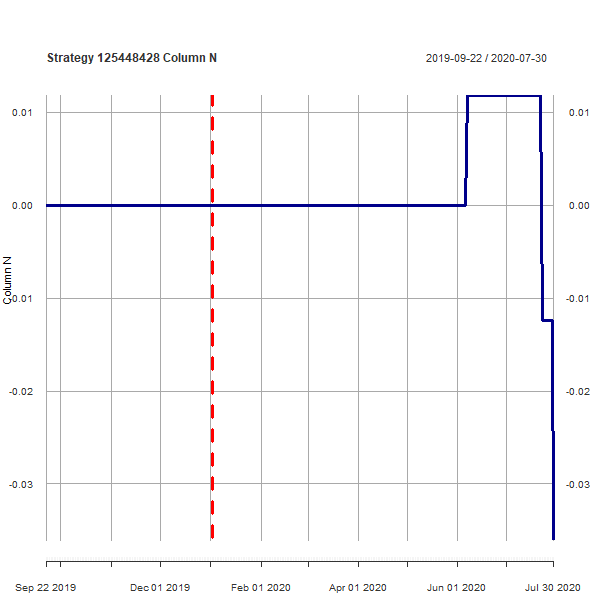 Strategy 125448428 Column N
2019-09-22 / 2020-07-30
0.01
0.01
0.00
0.00
Column N
-0.01
-0.01
-0.02
-0.02
-0.03
-0.03
Sep 22 2019
Dec 01 2019
Feb 01 2020
Apr 01 2020
Jun 01 2020
Jul 30 2020